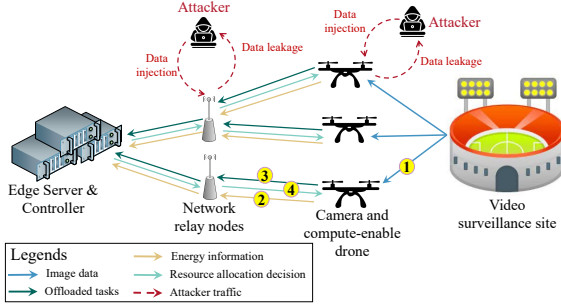 Attacker
Attacker
Data
injection
Data leakage
Data
injection
Data leakage
1
3
4
2
Edge Server &
Controller
Network
relay nodes
Camera and
compute-enable
drone
Video
surveillance site
Legends
Image data
Offloaded tasks
Energy information
Resource allocation decision
Attacker traffic